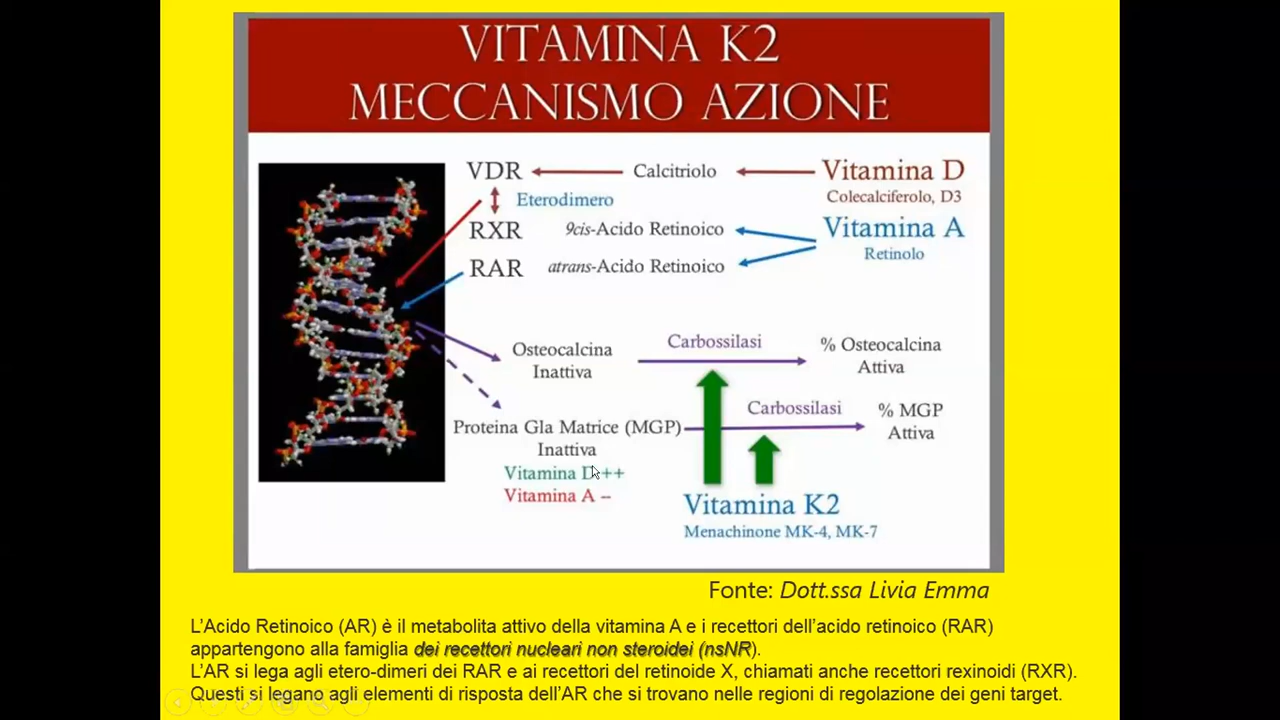 VITAMINA K2
MECCANISMO AZIONE
VDR
Calcitriolo
Vitamina D
Colecalciferolo, D3
Eterodimero
RXR
9cis-Acido Retinoico
Vitamina A
Retinolo
RAR
atrans-Acido Retinoico
Osteocalcina
Inattiva
Carbossilasi
% Osteocalcina
Attiva
Proteina Gla Matrice (MGP)
Inattiva
Vitamina D ++
Vitamina A –
Carbossilasi
% MGP
Attiva
Vitamina K2
Menachinone MK-4, MK-7
Fonte: Dott.ssa Livia Emma
L’Acido Retinoico (AR) è il metabolita attivo della vitamina A e i recettori dell’acido retinoico (RAR)
appartengono alla famiglia dei recettori nucleari non steroidei (nsNR).
L’AR si lega agli etero-dimeri dei RAR e ai recettori del retinoide X, chiamati anche recettori rexinoidi (RXR).
Questi si legano agli elementi di risposta dell’AR che si trovano nelle regioni di regolazione dei geni target.